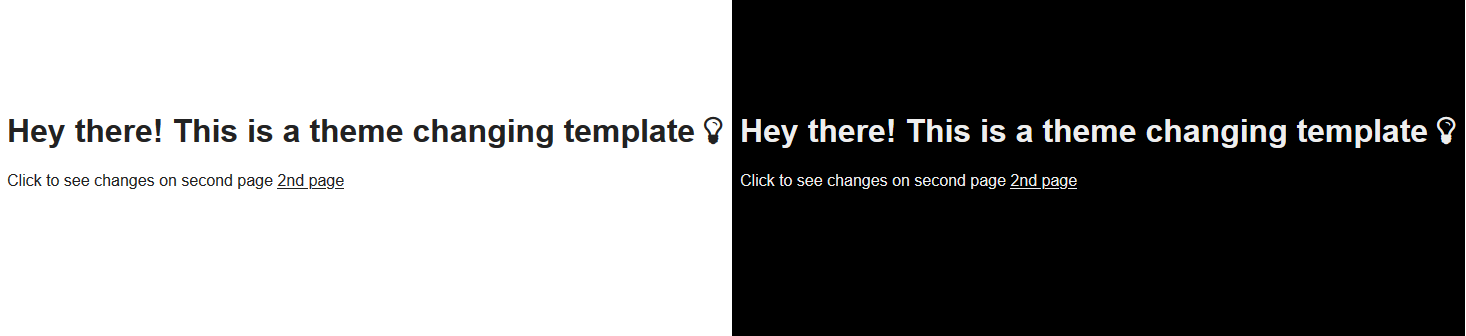 Hey there! This is a theme changing template
Click to see changes on second page 2nd page
Hey there! This is a theme changing template
Click to see changes on second page 2nd page